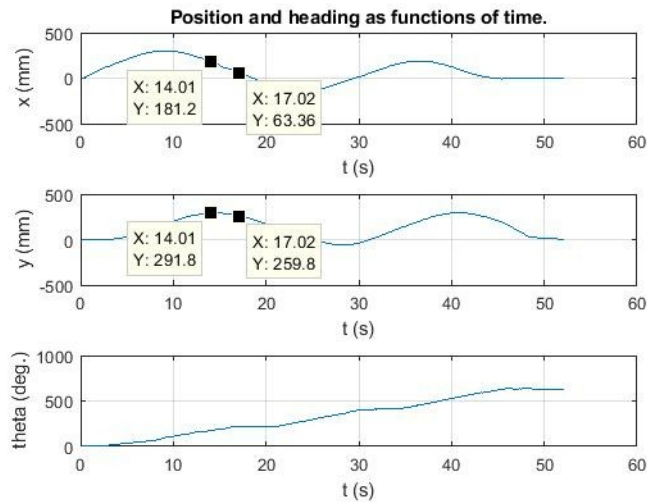 Position and heading as functions of time.
500
0
-500
x (mm)
X: 14.01
Y: 181.2
X: 17.02
Y: 63.36
0 10 20 30 40 50 60
t (s)
500
0
-500
y (mm)
X: 14.01
Y: 291.8
X: 17.02
Y: 259.8
0 10 20 30 40 50 60
t (s)
1000
500
0
theta (deg.)
0 10 20 30 40 50 60
t (s)